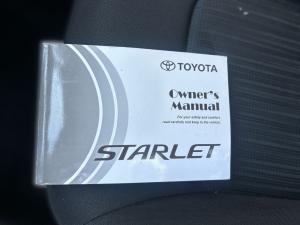 TOYOTA
Owner's
Manual
For your safety and comfort,
read carefully and keep in the vehicle.
STARLET